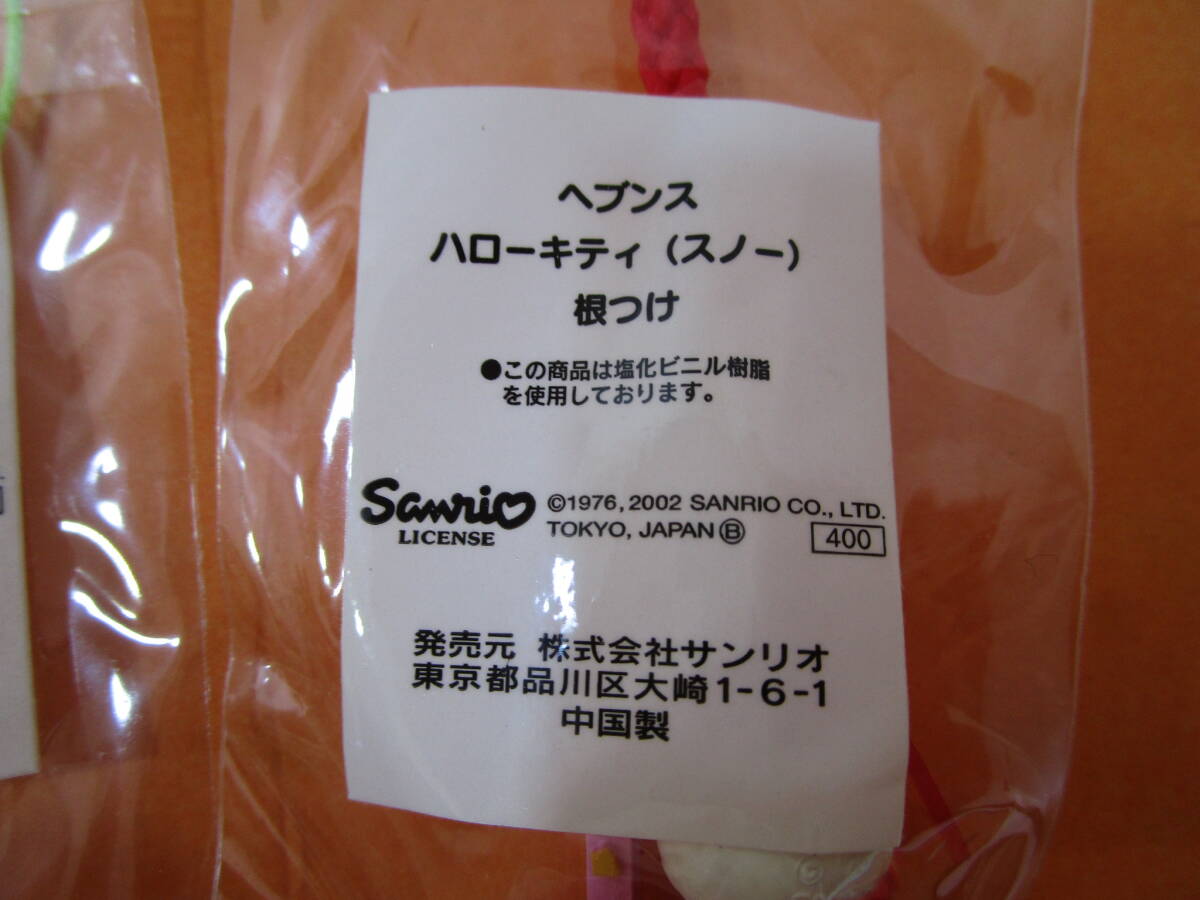 ヘブンス
ハローキティ（スノー）
根つけ
●この商品は塩化ビニル樹脂
を使用しております。
Sanrio
LICENSE
©1976, 2002 SANRIO CO., LTD.
TOKYO, JAPAN Ⓑ
400
発売元 株式会社サンリオ
東京都品川区大崎1-6-1
中国製